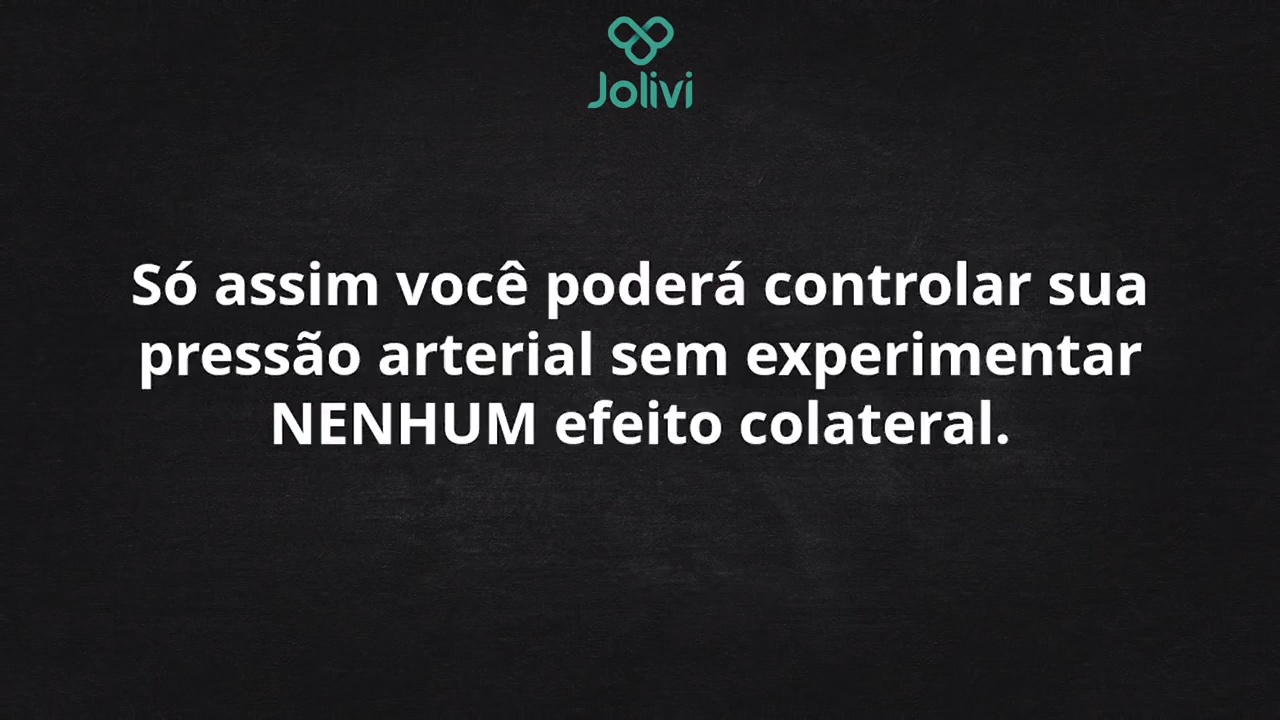 Jolivi
Só assim você poderá controlar sua
pressão arterial sem experimentar
NENHUM efeito colateral.